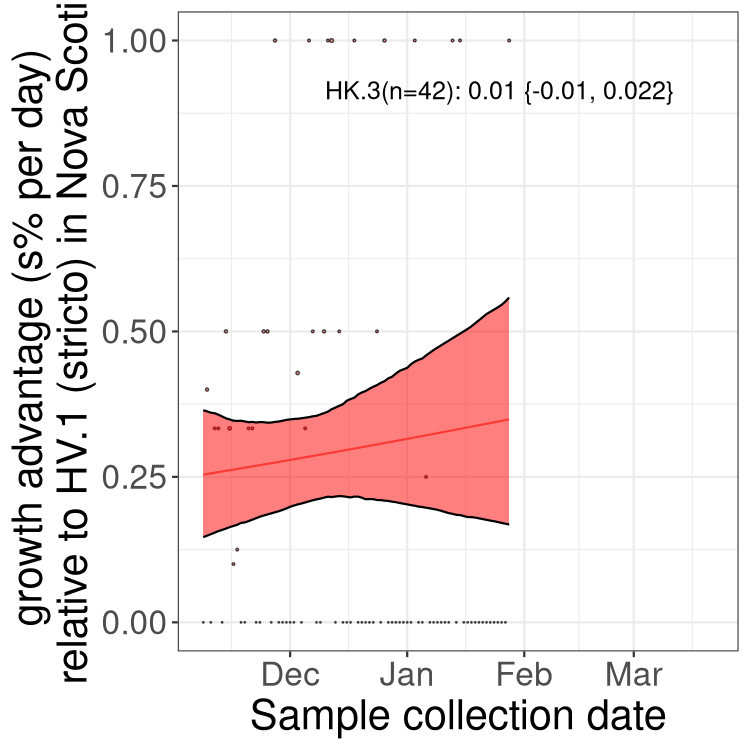 growth advantage (s% per day)
relative to HV.1 (stricto) in Nova Scoti
1.00
0.75
0.50
0.25
0.00
HK.3(n=42): 0.01 {-0.01, 0.022}
Dec Jan Feb Mar
Sample collection date